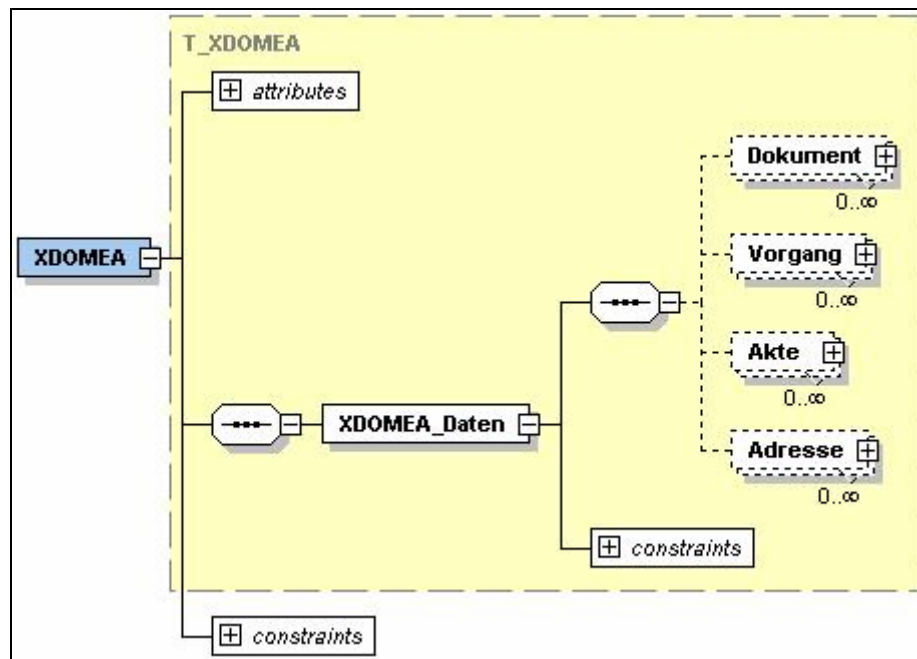 T_XDOMEA
attributes
Dokument
0..∞
XDOMEA
Vorgang
0..∞
Akte
0..∞
XDOMEA_Daten
Adresse
0..∞
constraints
constraints